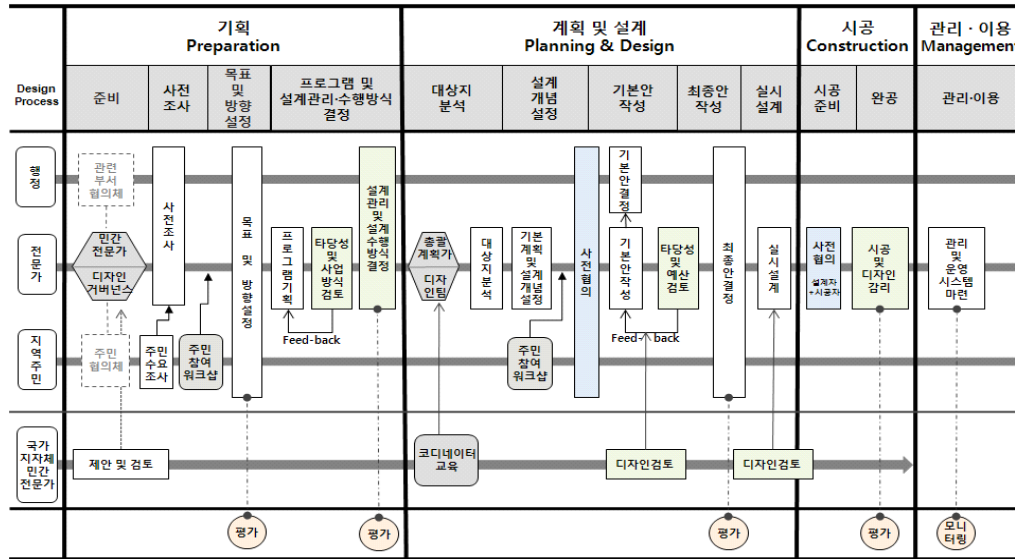 기획
Preparation
계획 및 설계
Planning & Design
시공
Construction
관리 · 이용
Management
Design
Process
준비
사전
조사
목표
및
방향
설정
프로그램 및
설계관리·수행방식
결정
대상지
분석
설계
개념
설정
기본안
작성
최종안
작성
실시
설계
시공
준비
완공
관리·이용
행
정
관련
부서
협의체
사
전
조
사
목
표
및
방
향
설
정
설계
관리
및
설계
수행
방식
결정
기
본
안
결
정
사
전
협
의
최
종
안
결
정
전
문
가
민간
전문가
디자인
거버넌스
프
로
그
램
기
획
타당
성
및
사업
방식
검토
총괄
계획가
디자
인팀
대
상
지
분
석
기본
계획
및
설계
개념
설정
기
본
안
작
성
타당성
및
예산
검토
실
시
설
계
사전
협의
설계자
+시공자
시공
및
디자인
감리
관리
및
운영
시스템
마련
Feed-back
Feed-back
지
역
주
민
주민
협의체
주민
수요
조사
주민
참여
워크샵
주민
참여
워크샵
국가
지자체
민간
전문가
제안 및 검토
코디네이터
교육
디자인검토
디자인검토
평가
평가
평가
평가
모니
터링